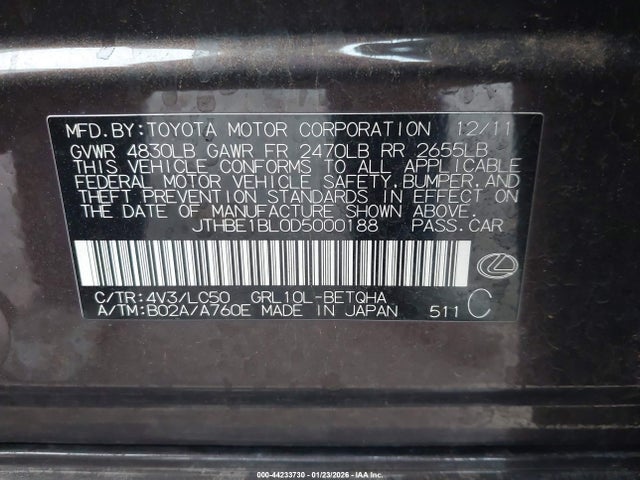 MFD.BY:TOYOTA MOTOR CORPORATION 12/11
GVWR 4830LB GAWR FR 2470LB RR 2655LB
THIS VEHICLE CONFORMS TO ALL APPLICABLE
FEDERAL MOTOR VEHICLE SAFETY,BUMPER,AND
THEFT PREVENTION STANDARDS IN EFFECT ON
THE DATE OF MANUFACTURE SHOWN ABOVE.
JTHBE1BL0D5000188 PASS.CAR
C/TR:4V3/LC50 GRL10L-BETQHA
A/TM:B02A/A760E MADE IN JAPAN 511 C
000-44233730 - 01/23/2026 - IAA Inc.